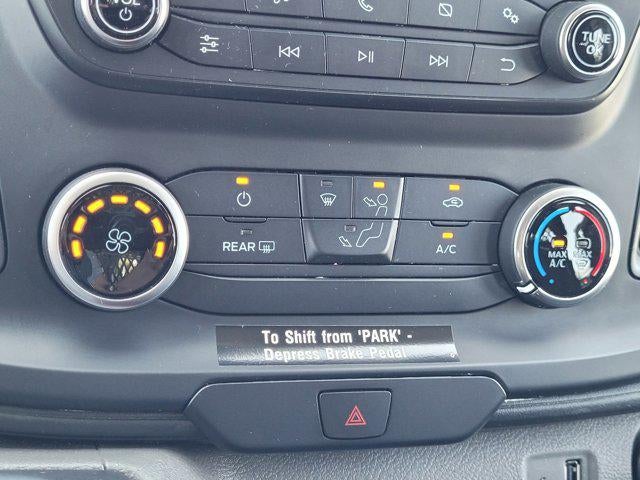 VOL
TUNE
OK
REAR
A/C
MAX
A/C
MAX
To Shift from 'PARK' -
Depress Brake Pedal